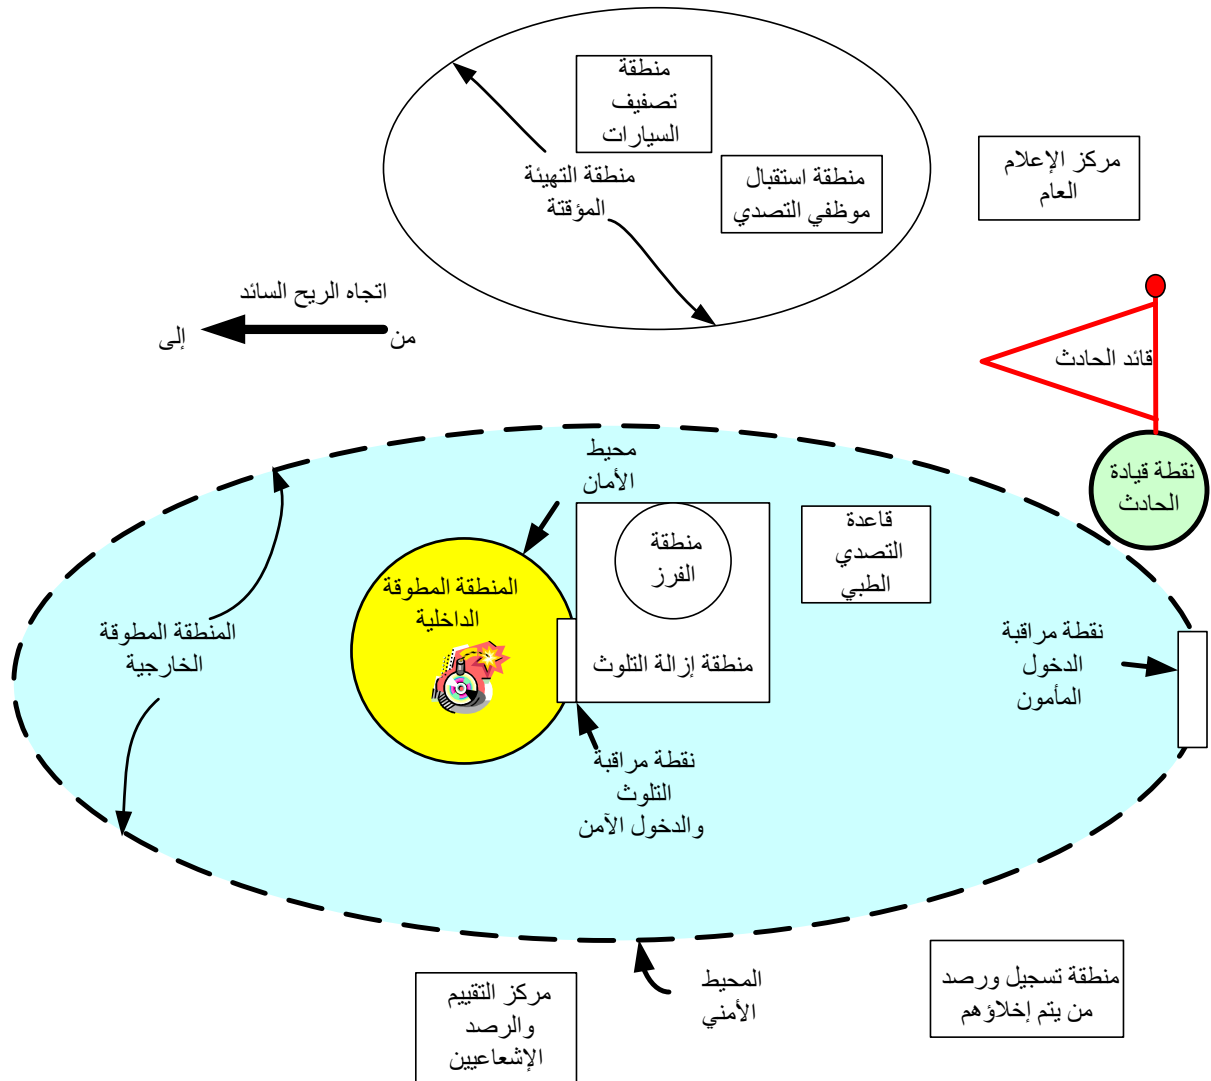 منطقة
تصفيف
السيارات
منطقة التهيئة
المؤقتة
منطقة استقبال
موظفي التصدي
مركز الإعلام
العام
اتجاه الريح السائد
من
إلى
قائد الحادث
نقطة قيادة
الحادث
محيط
الأمان
منطقة
الفرز
قاعدة
التصدي
الطبي
المنطقة المطوقة
الداخلية
منطقة إزالة التلوث
نقطة مراقبة
الدخول
المأمون
المنطقة المطوقة
الخارجية
نقطة مراقبة
التلوث
والدخول الآمن
المحيط
الأمني
منطقة تسجيل ورصد
من يتم إخلاؤهم
مركز التقييم
والرصد
الإشعاعيين